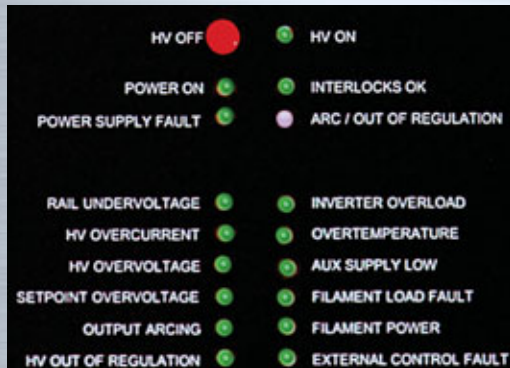 HV OFF HV ON
POWER ON INTERLOCKS OK
POWER SUPPLY FAULT ARC / OUT OF REGULATION
RAIL UNDERVOLTAGE INVERTER OVERLOAD
HV OVERCURRENT OVERTEMPERATURE
HV OVERVOLTAGE AUX SUPPLY LOW
SETPOINT OVERVOLTAGE FILAMENT LOAD FAULT
OUTPUT ARCING FILAMENT POWER
HV OUT OF REGULATION EXTERNAL CONTROL FAULT